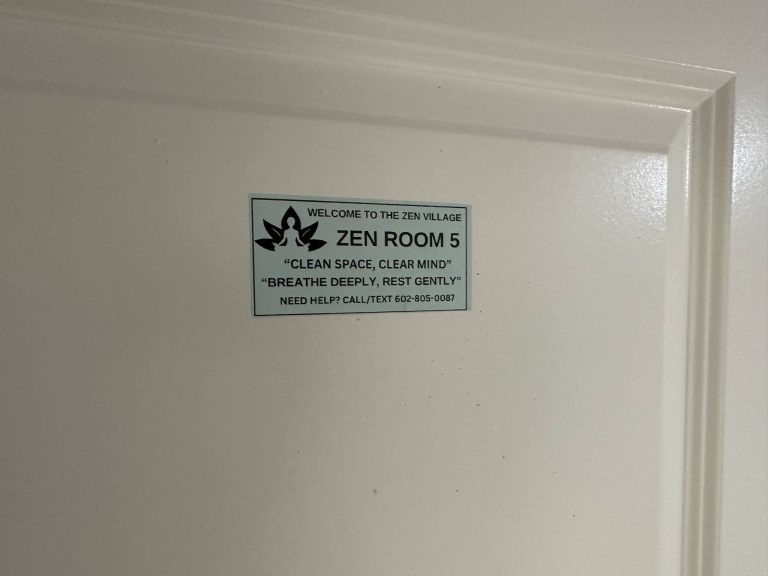 WELCOME TO THE ZEN VILLAGE
ZEN ROOM 5
“CLEAN SPACE, CLEAR MIND”
“BREATHE DEEPLY, REST GENTLY”
NEED HELP? CALL/TEXT 602-805-0087